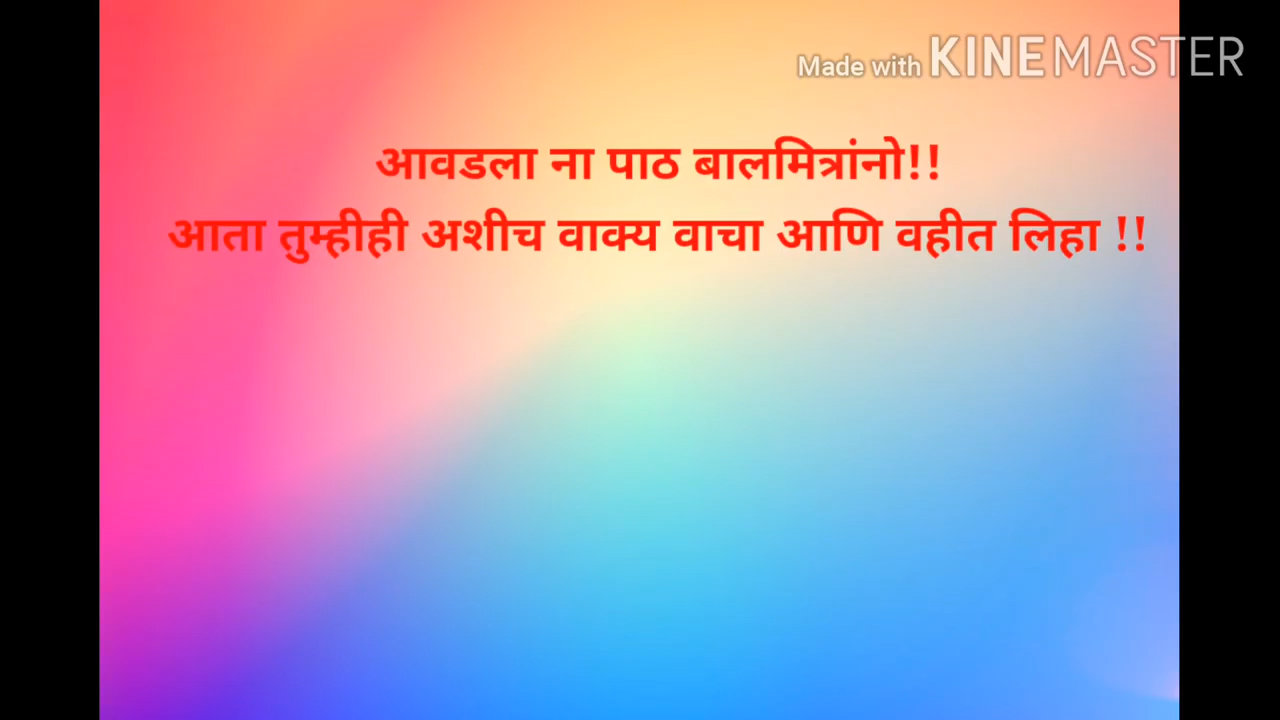 Made with KINEMASTER
आवडला ना पाठ बालमित्रांनो!!
आता तुम्हीही अशीच वाक्य वाचा आणि वहीत लिहा !!